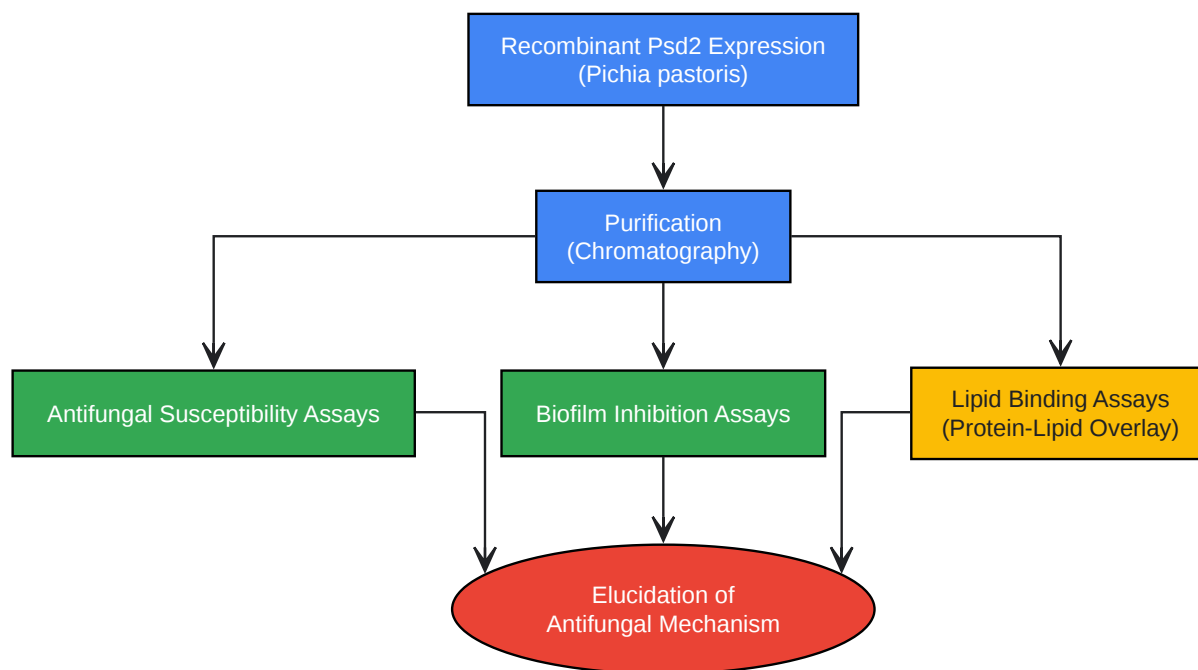 Recombinant Psd2 Expression
(Pichia pastoris)
Purification
(Chromatography)
Antifungal Susceptibility Assays
Biofilm Inhibition Assays
Lipid Binding Assays
(Protein-Lipid Overlay)
Elucidation of
Antifungal Mechanism